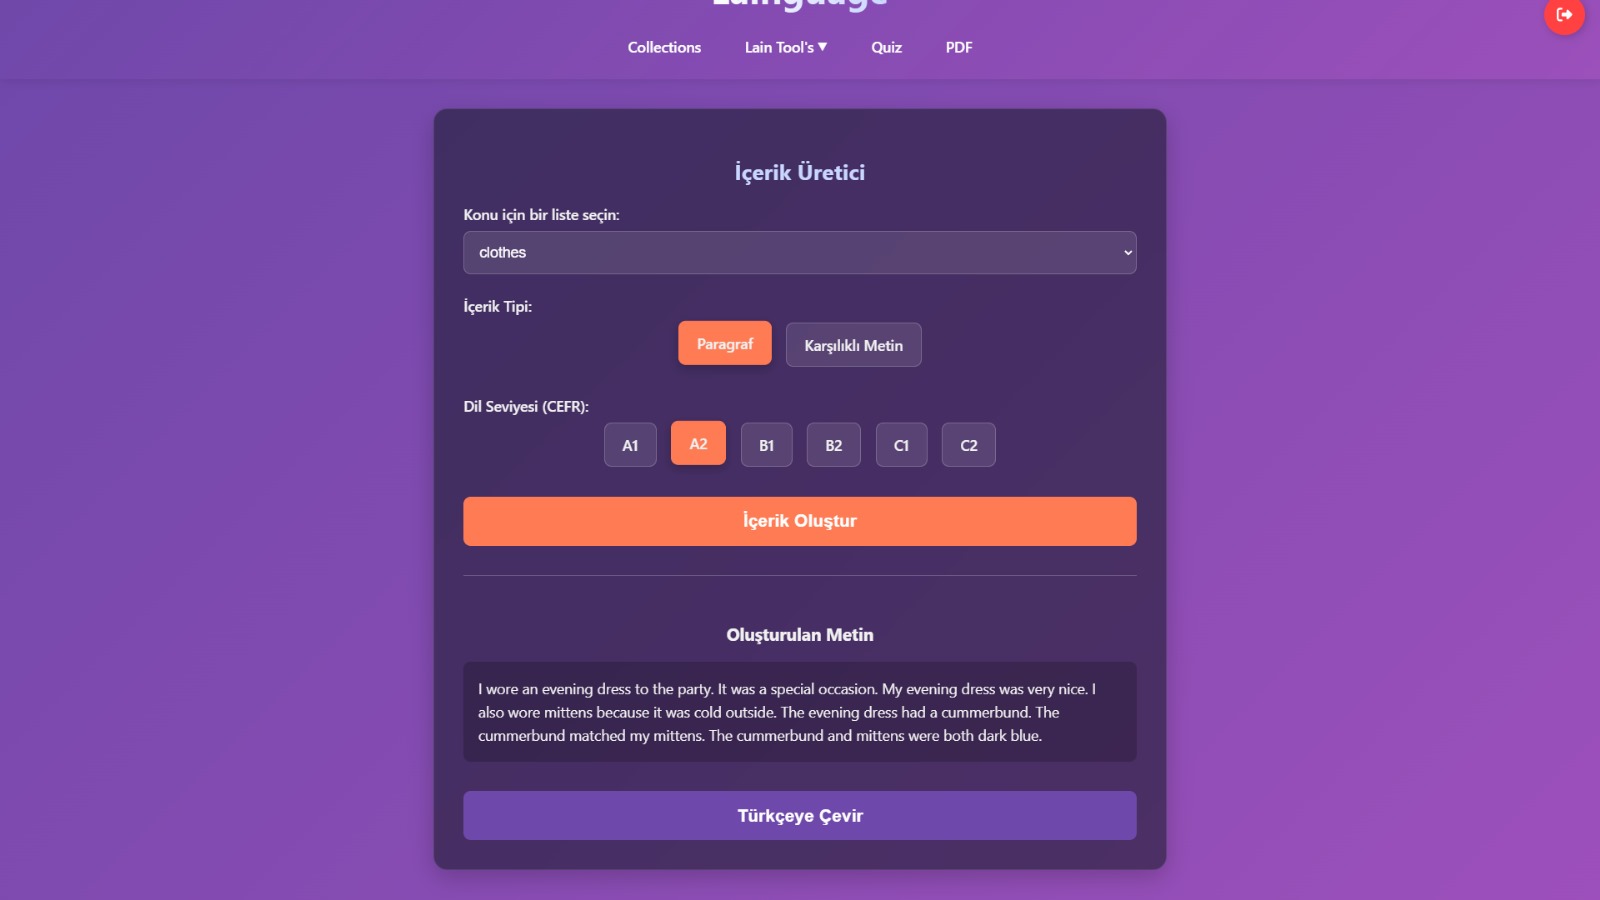 Lainguage
Collections
Lain Tool's ▼
Quiz
PDF
İçerik Üretici
Konu için bir liste seçin:
clothes
İçerik Tipi:
Paragraf
Karşılıklı Metin
Dil Seviyesi (CEFR):
A1
A2
B1
B2
C1
C2
İçerik Oluştur
Oluşturulan Metin
I wore an evening dress to the party. It was a special occasion. My evening dress was very nice. I
also wore mittens because it was cold outside. The evening dress had a cummerbund. The
cummerbund matched my mittens. The cummerbund and mittens were both dark blue.
Türkçeye Çevir